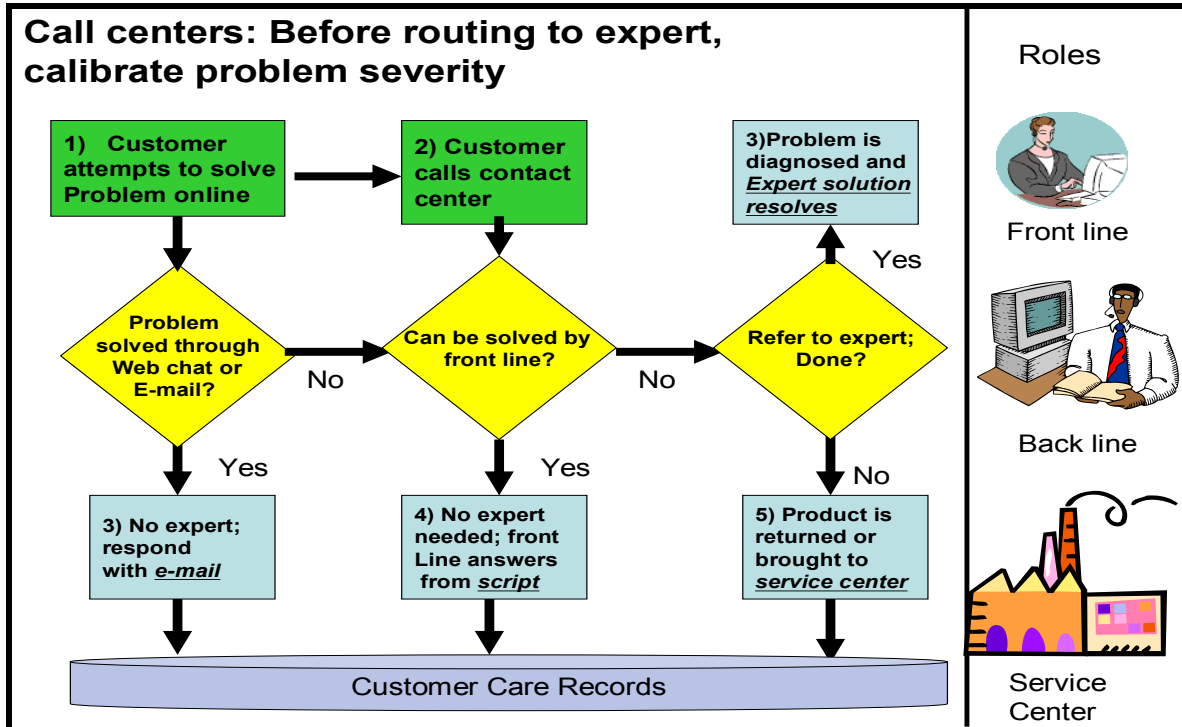 Call centers: Before routing to expert,
calibrate problem severity
Roles
1) Customer
attempts to solve
Problem online
2) Customer
calls contact
center
3)Problem is
diagnosed and
Expert solution
resolves
Front line
Yes
Problem
solved through
Web chat or
E-mail?
No
Can be solved by
front line?
No
Refer to expert;
Done?
Back line
Yes
Yes
No
3) No expert;
respond
with e-mail
4) No expert
needed; front
Line answers
from script
5) Product is
returned or
brought to
service center
Customer Care Records
Service
Center